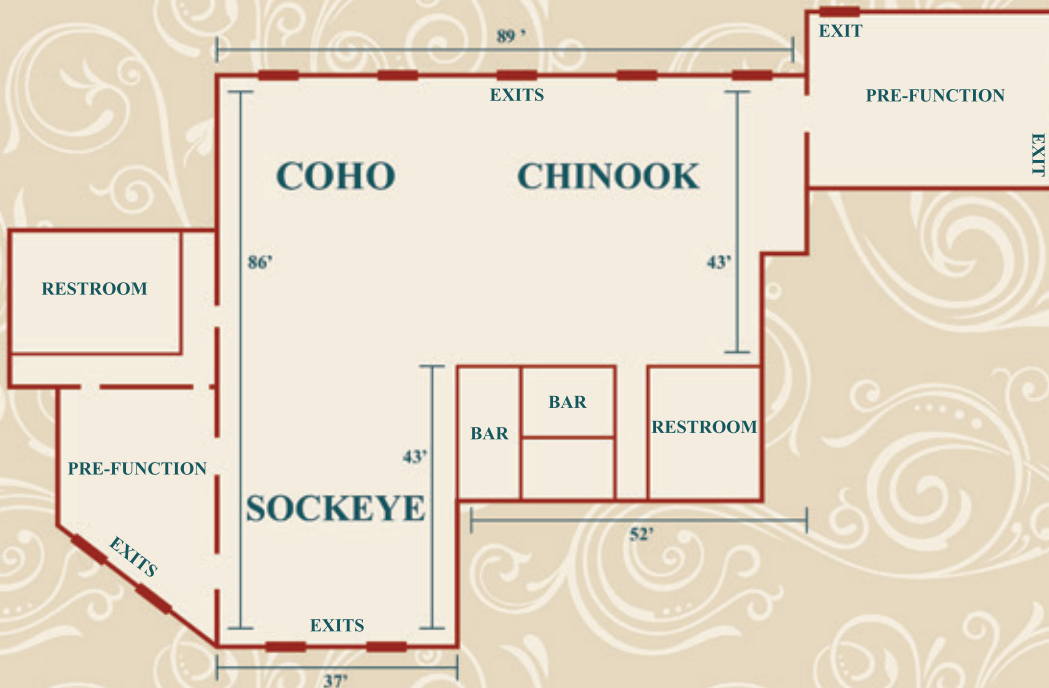 89 '
EXIT
EXITS
PRE-FUNCTION
EXIT
COHO
CHINOOK
86'
43'
RESTROOM
BAR
BAR
RESTROOM
43'
PRE-FUNCTION
SOCKEYE
52'
EXITS
EXITS
37'